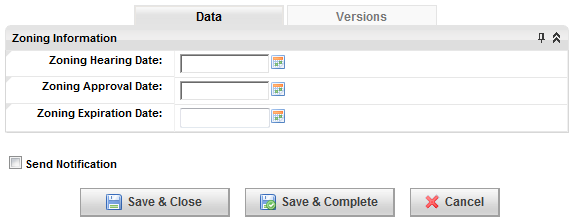 Data Versions
Zoning Information
Zoning Hearing Date:
Zoning Approval Date:
Zoning Expiration Date:
Send Notification
Save & Close Save & Complete Cancel